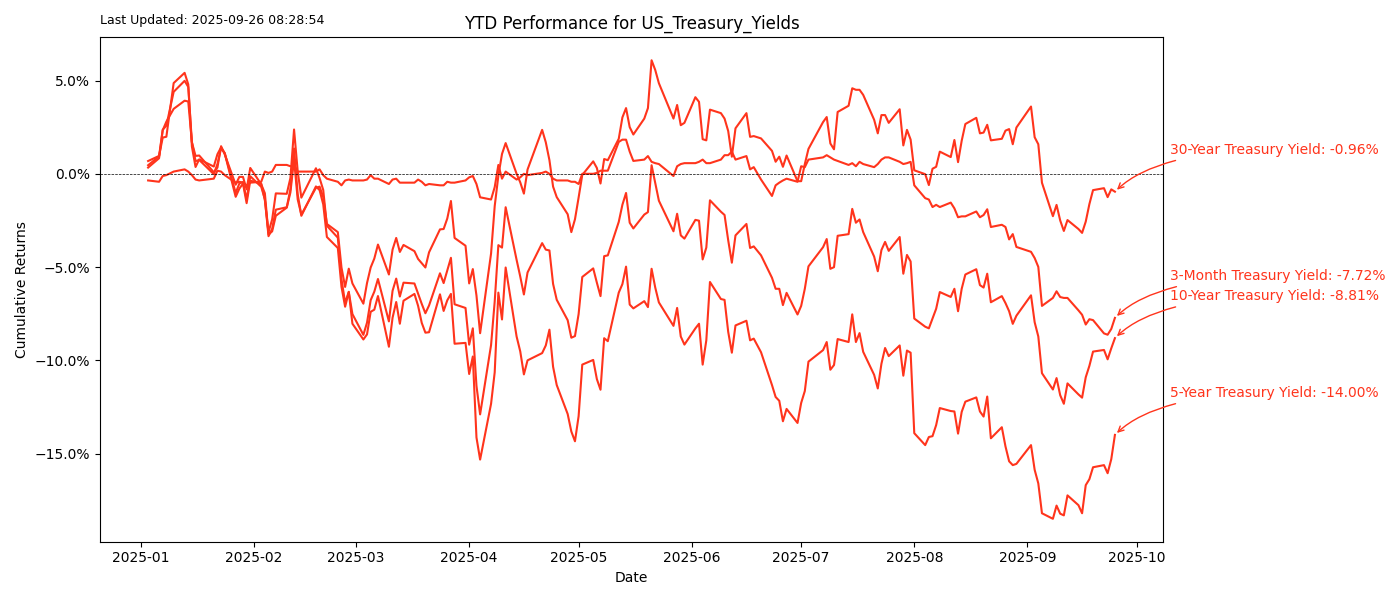 Last Updated: 2025-09-26 08:28:54
YTD Performance for US_Treasury_Yields
Cumulative Returns
5.0%
0.0%
−5.0%
−10.0%
−15.0%
30-Year Treasury Yield: -0.96%
3-Month Treasury Yield: -7.72%
10-Year Treasury Yield: -8.81%
5-Year Treasury Yield: -14.00%
2025-01
2025-02
2025-03
2025-04
2025-05
2025-06
2025-07
2025-08
2025-09
2025-10
Date